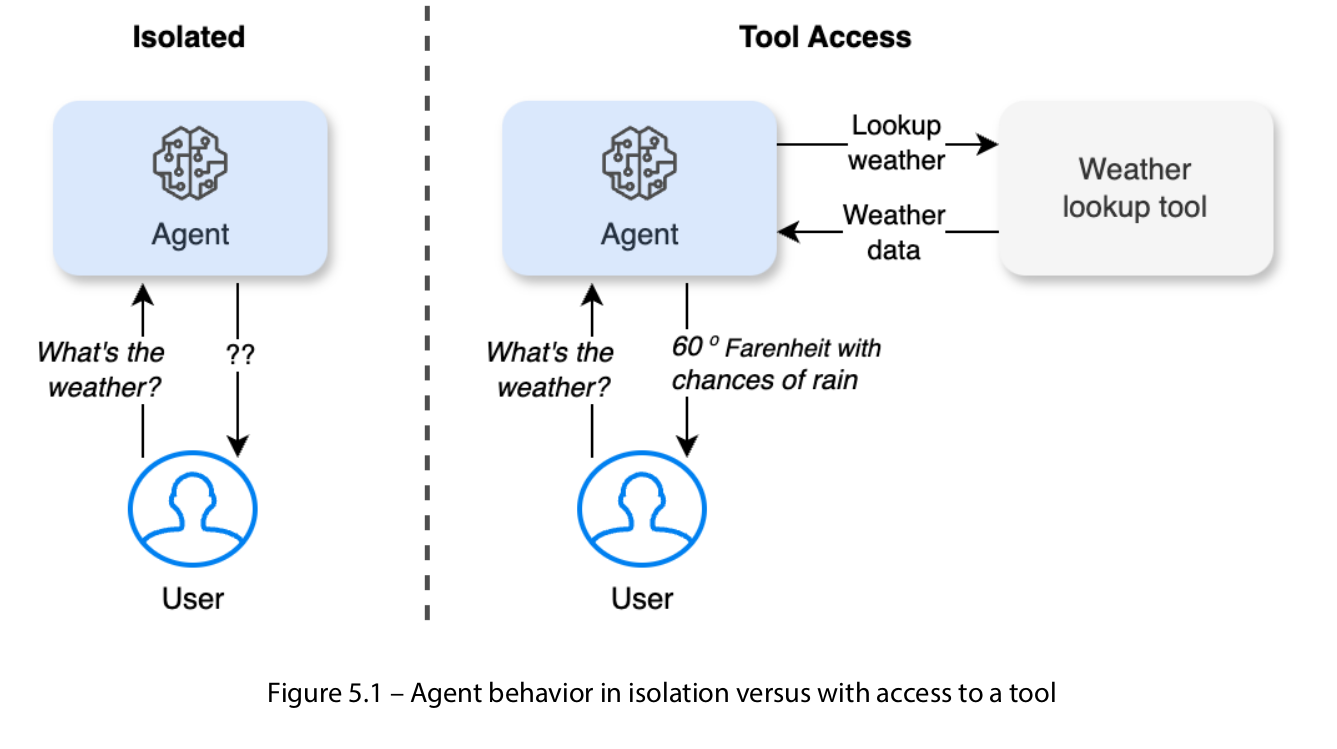 Isolated
Tool Access
Agent
Agent
Lookup
weather
Weather
data
Weather
lookup tool
What's the
weather?
??
What's the
weather?
60 º Farenheit with
chances of rain
User
User
Figure 5.1 – Agent behavior in isolation versus with access to a tool